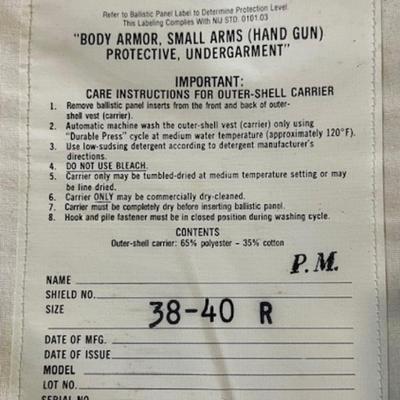 Refer to Ballistic Panel Label to Determine Protection Level.
This Labeling Complies With NIJ STD. 0101.03
"BODY ARMOR, SMALL ARMS (HAND GUN)
PROTECTIVE, UNDERGARMENT"
IMPORTANT:
CARE INSTRUCTIONS FOR OUTER-SHELL CARRIER
1. Remove ballistic panel inserts from the front and back of outer-
shell vest (carrier).
2. Automatic machine wash the outer-shell vest (carrier) only using
"Durable Press" cycle at medium water temperature (approximately 120°F).
3. Use low-sudsing detergent according to detergent manufacturer's
directions.
4. DO NOT USE BLEACH.
5. Carrier only may be tumbled-dried at medium temperature setting or may
be line dried.
6. Carrier ONLY may be commercially dry-cleaned.
7. Carrier must be completely dry before inserting ballistic panel.
8. Hook and pile fastener must be in closed position during washing cycle.
CONTENTS
Outer-shell carrier: 65% polyester - 35% cotton
P.M.
NAME
SHIELD NO.
SIZE 38-40 R
DATE OF MFG.
DATE OF ISSUE
MODEL
LOT NO.
SERIAL NO.